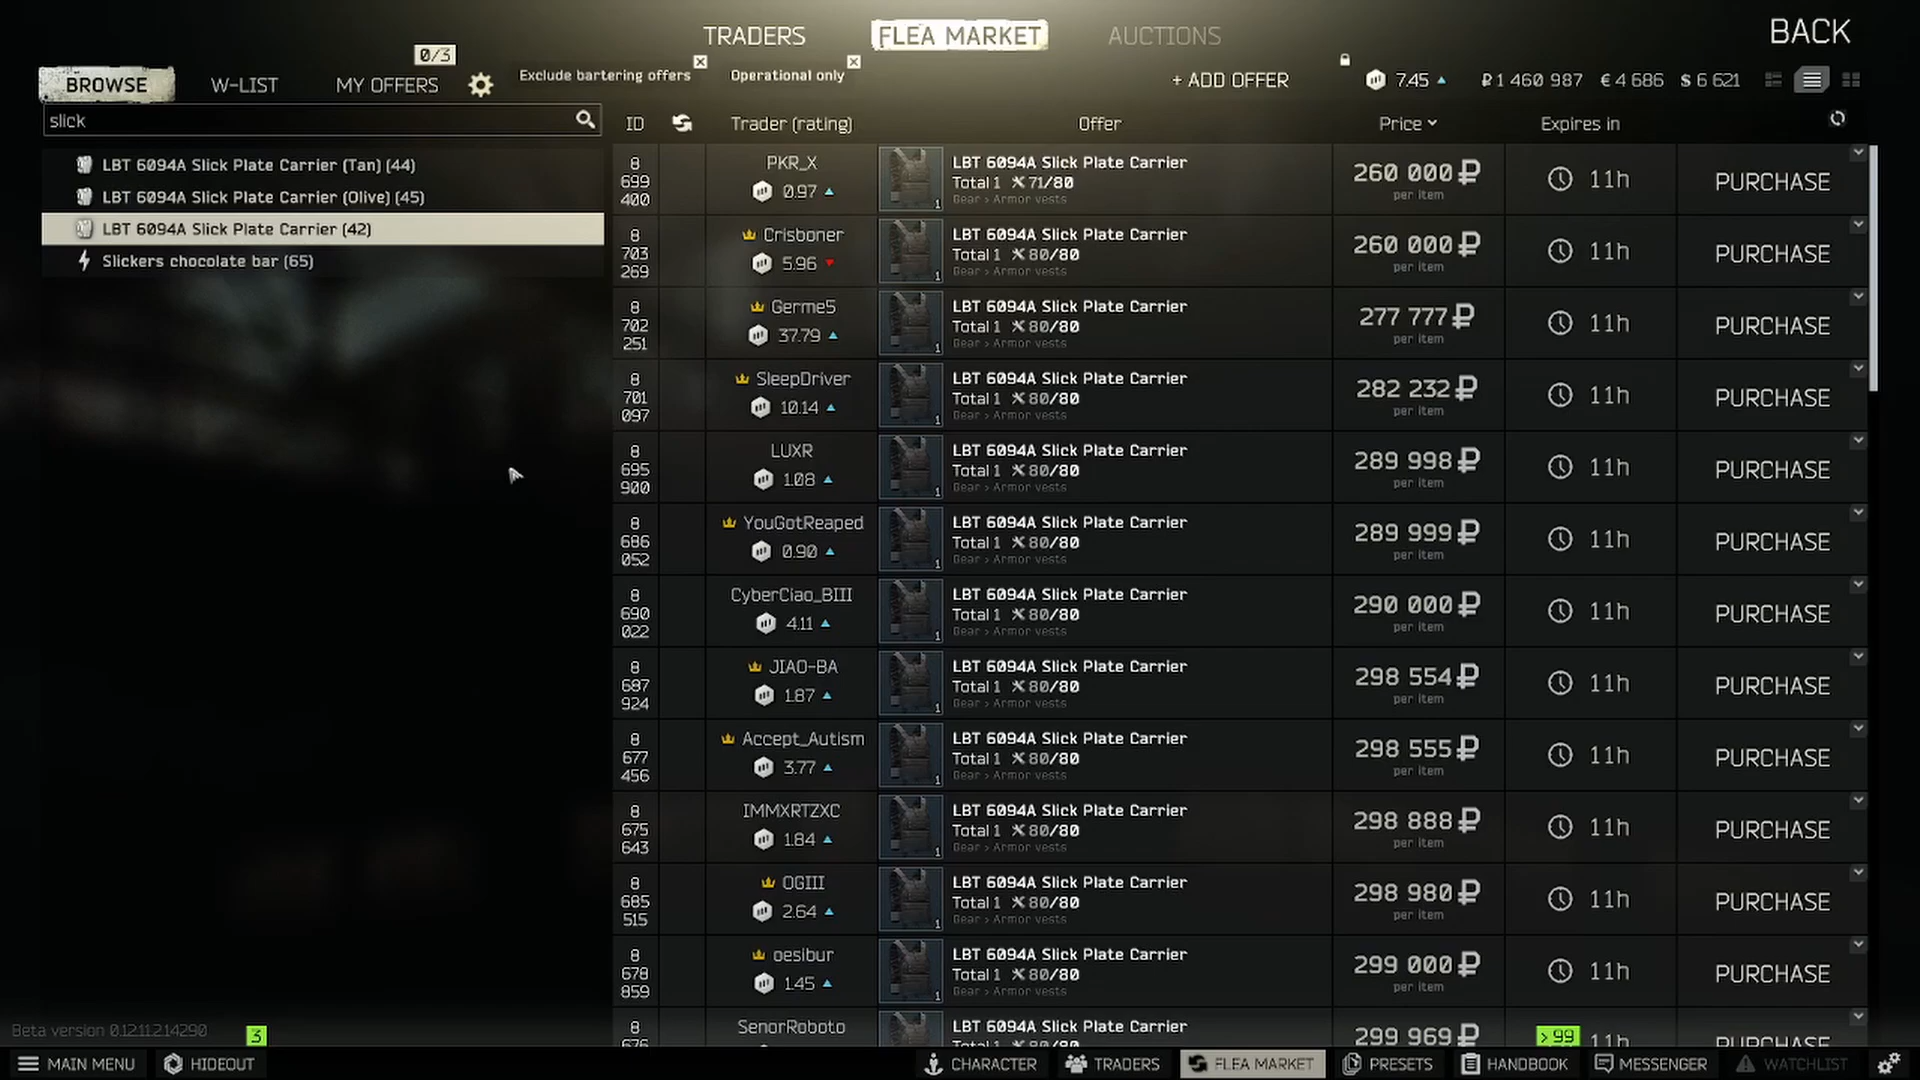 TRADERS
FLEA MARKET
AUCTIONS
BACK
0/3
BROWSE
W-LIST
MY OFFERS
Exclude bartering offers
Operational only
+ ADD OFFER
7.45
₽ 1 460 987
€ 4 686
$ 6 621
slick
ID
Trader (rating)
Offer
Price
Expires in
LBT 6094A Slick Plate Carrier (Tan) (44)
LBT 6094A Slick Plate Carrier (Olive) (45)
LBT 6094A Slick Plate Carrier (42)
Slickers chocolate bar (65)
8
699
400
PKR_X
0.97
LBT 6094A Slick Plate Carrier
Total 1 71/80
Gear > Armor vests
1
260 000 ₽
per item
11h
PURCHASE
8
703
269
Crisboner
5.96
LBT 6094A Slick Plate Carrier
Total 1 80/80
Gear > Armor vests
1
260 000 ₽
per item
11h
PURCHASE
8
702
251
Germe5
37.79
LBT 6094A Slick Plate Carrier
Total 1 80/80
Gear > Armor vests
1
277 777 ₽
per item
11h
PURCHASE
8
701
097
SleepDriver
10.14
LBT 6094A Slick Plate Carrier
Total 1 80/80
Gear > Armor vests
1
282 232 ₽
per item
11h
PURCHASE
8
695
900
LUXR
1.08
LBT 6094A Slick Plate Carrier
Total 1 80/80
Gear > Armor vests
1
289 998 ₽
per item
11h
PURCHASE
8
686
052
YouGotReaped
0.90
LBT 6094A Slick Plate Carrier
Total 1 80/80
Gear > Armor vests
1
289 999 ₽
per item
11h
PURCHASE
8
690
022
CyberCiao_BIII
4.11
LBT 6094A Slick Plate Carrier
Total 1 80/80
Gear > Armor vests
1
290 000 ₽
per item
11h
PURCHASE
8
687
924
JIAO-BA
1.87
LBT 6094A Slick Plate Carrier
Total 1 80/80
Gear > Armor vests
1
298 554 ₽
per item
11h
PURCHASE
8
677
456
Accept_Autism
3.77
LBT 6094A Slick Plate Carrier
Total 1 80/80
Gear > Armor vests
1
298 555 ₽
per item
11h
PURCHASE
8
675
643
IMMXRTZXC
1.84
LBT 6094A Slick Plate Carrier
Total 1 80/80
Gear > Armor vests
1
298 888 ₽
per item
11h
PURCHASE
8
685
515
OGIII
2.64
LBT 6094A Slick Plate Carrier
Total 1 80/80
Gear > Armor vests
1
298 980 ₽
per item
11h
PURCHASE
8
678
859
oesibur
1.45
LBT 6094A Slick Plate Carrier
Total 1 80/80
Gear > Armor vests
1
299 000 ₽
per item
11h
PURCHASE
8
SenorRoboto
LBT 6094A Slick Plate Carrier
299 969 ₽
>99
11h
PURCHASE
Beta version 0.12.11.2.14290
3
MAIN MENU
HIDEOUT
CHARACTER
TRADERS
FLEA MARKET
PRESETS
HANDBOOK
MESSENGER
WATCHLIST